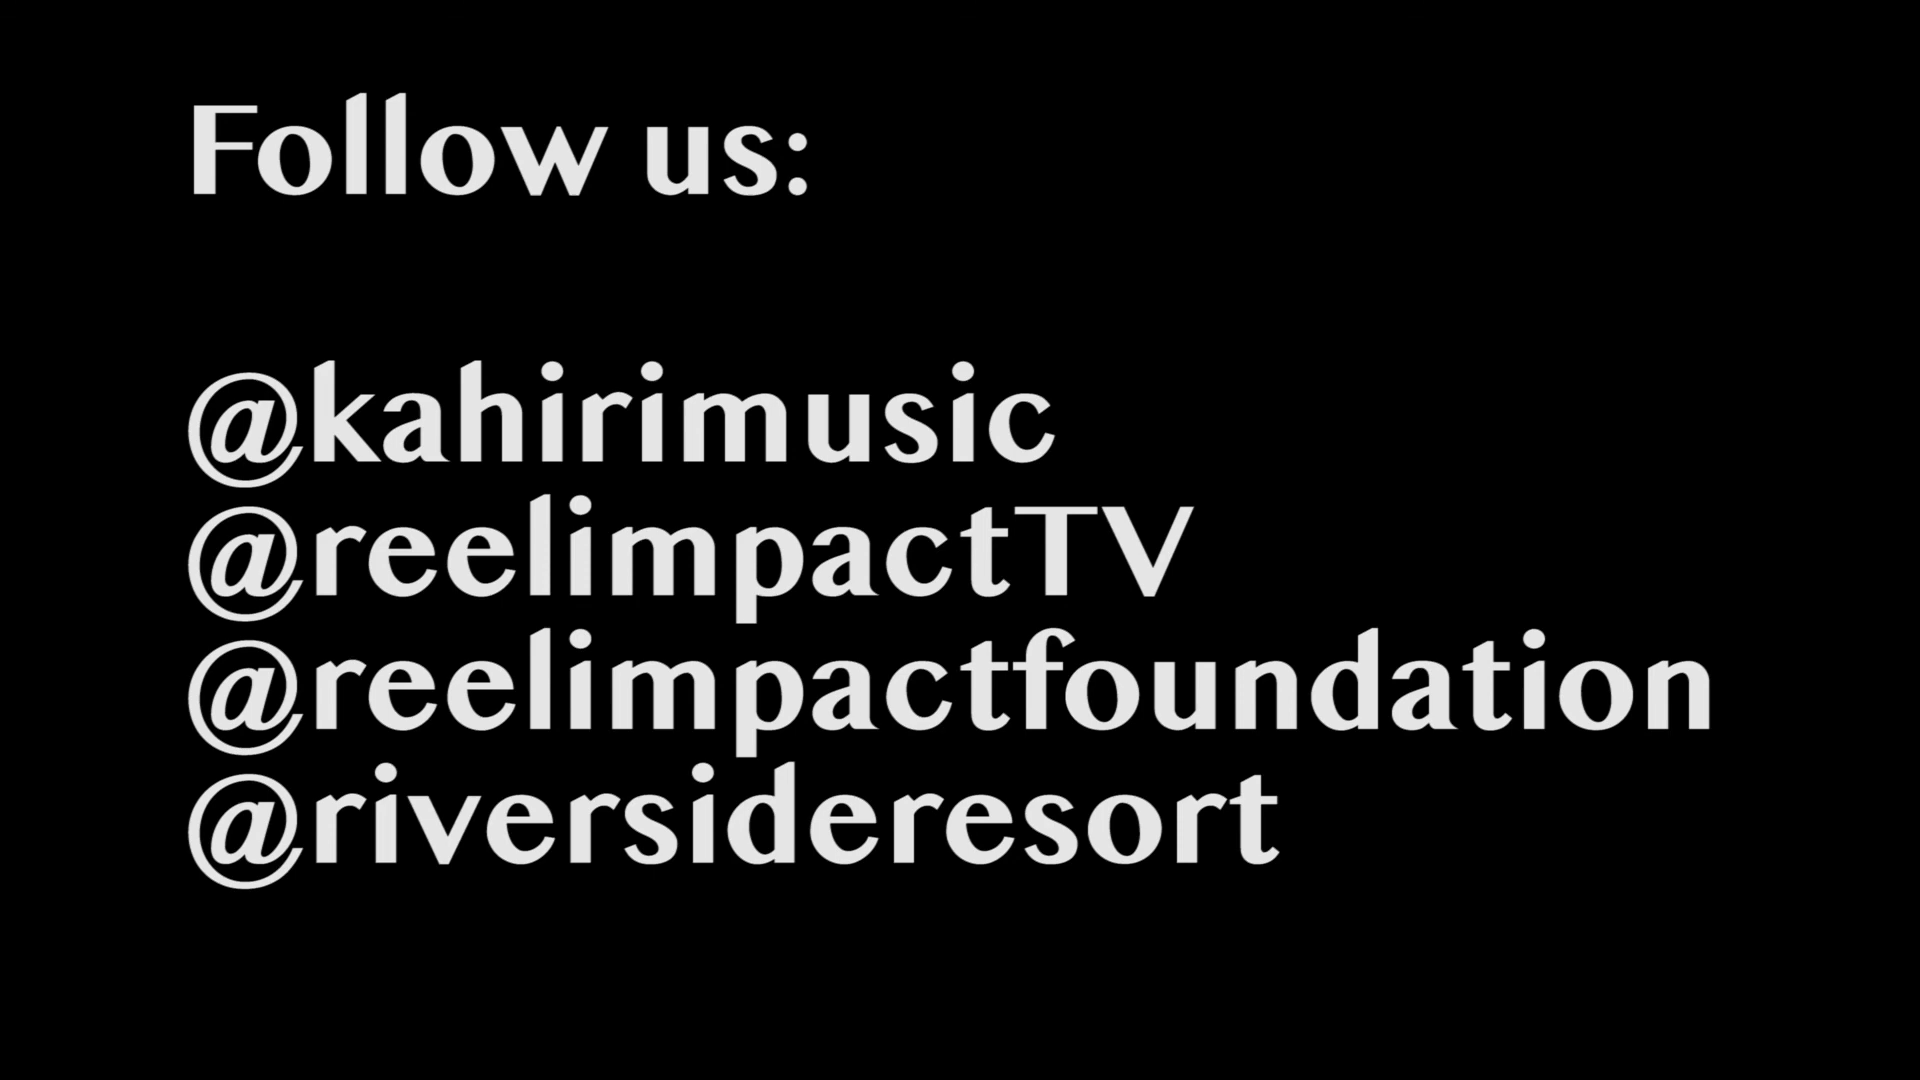 Follow us:
@kahirimusic
@reelimpactTV
@reelimpactfoundation
@riversideresort